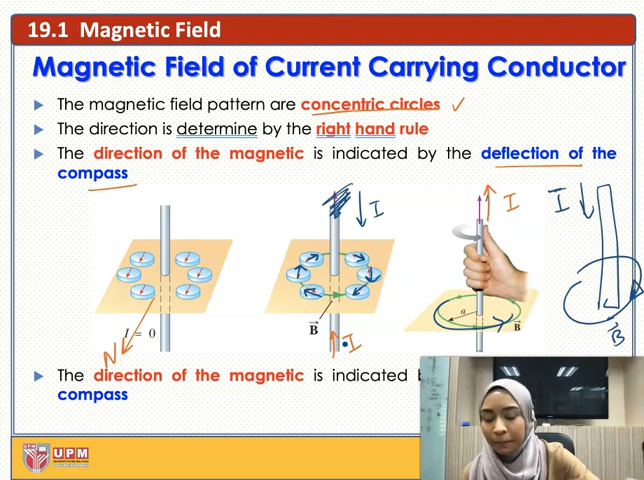 19.1 Magnetic Field
Magnetic Field of Current Carrying Conductor
The magnetic field pattern are concentric circles ✓
The direction is determine by the right hand rule
The direction of the magnetic is indicated by the deflection of the
compass
I
I
I
I = 0
N
B
I
a
B
B
The direction of the magnetic is indicated b
compass
UPM